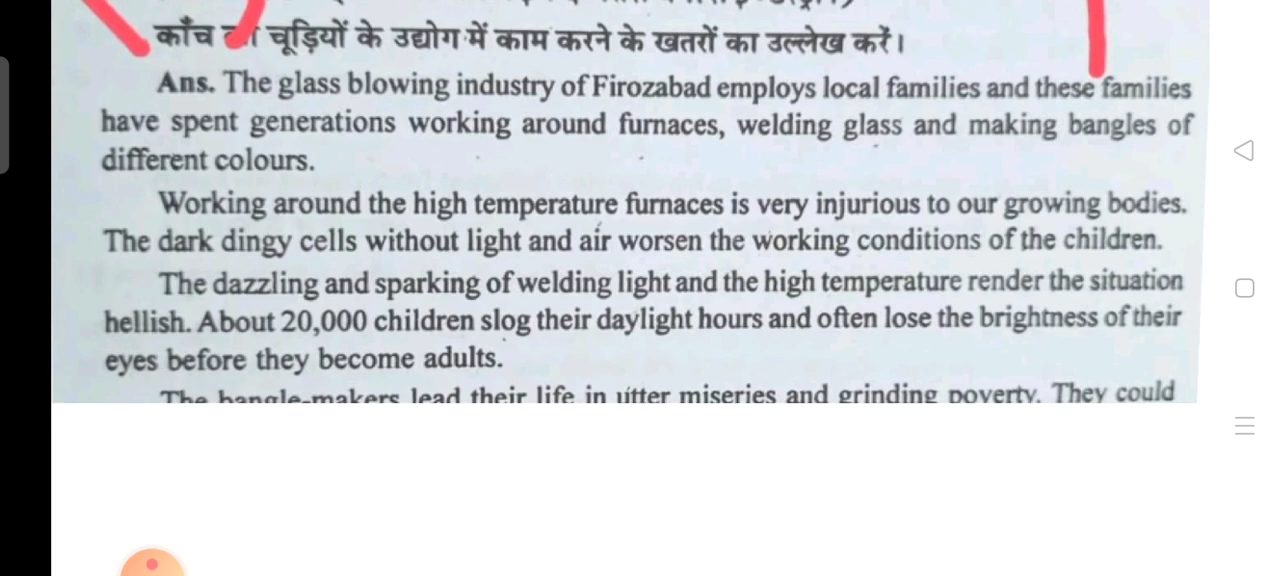 काँच चूड़ियों के उद्योग में काम करने के खतरों का उल्लेख करें।
Ans. The glass blowing industry of Firozabad employs local families and these families
have spent generations working around furnaces, welding glass and making bangles of
different colours.
Working around the high temperature furnaces is very injurious to our growing bodies.
The dark dingy cells without light and air worsen the working conditions of the children.
The dazzling and sparking of welding light and the high temperature render the situation
hellish. About 20,000 children slog their daylight hours and often lose the brightness of their
eyes before they become adults.
The bangle-makers lead their life in utter miseries and grinding poverty. They could